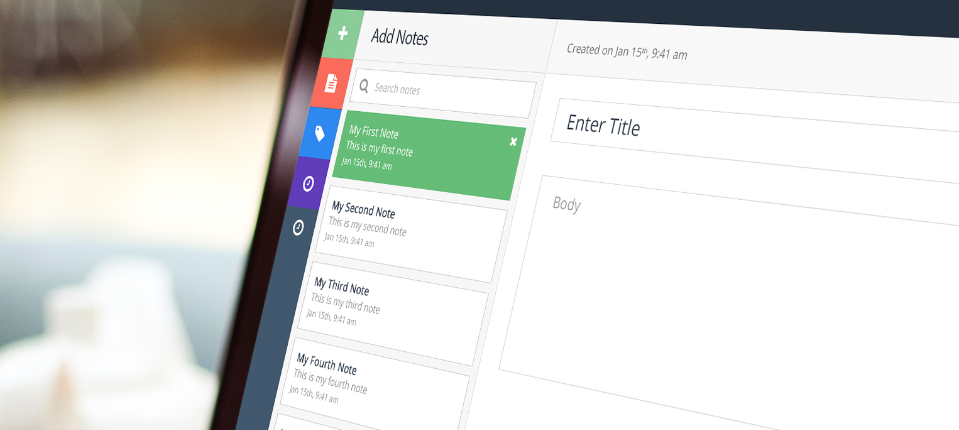 Add Notes
Created on Jan 15th, 9:41 am
Search notes
Enter Title
My First Note
This is my first note
Jan 15th, 9:41 am
Body
My Second Note
This is my second note
Jan 15th, 9:41 am
My Third Note
This is my third note
Jan 15th, 9:41 am
My Fourth Note
This is my fourth note
Jan 15th, 9:41 am